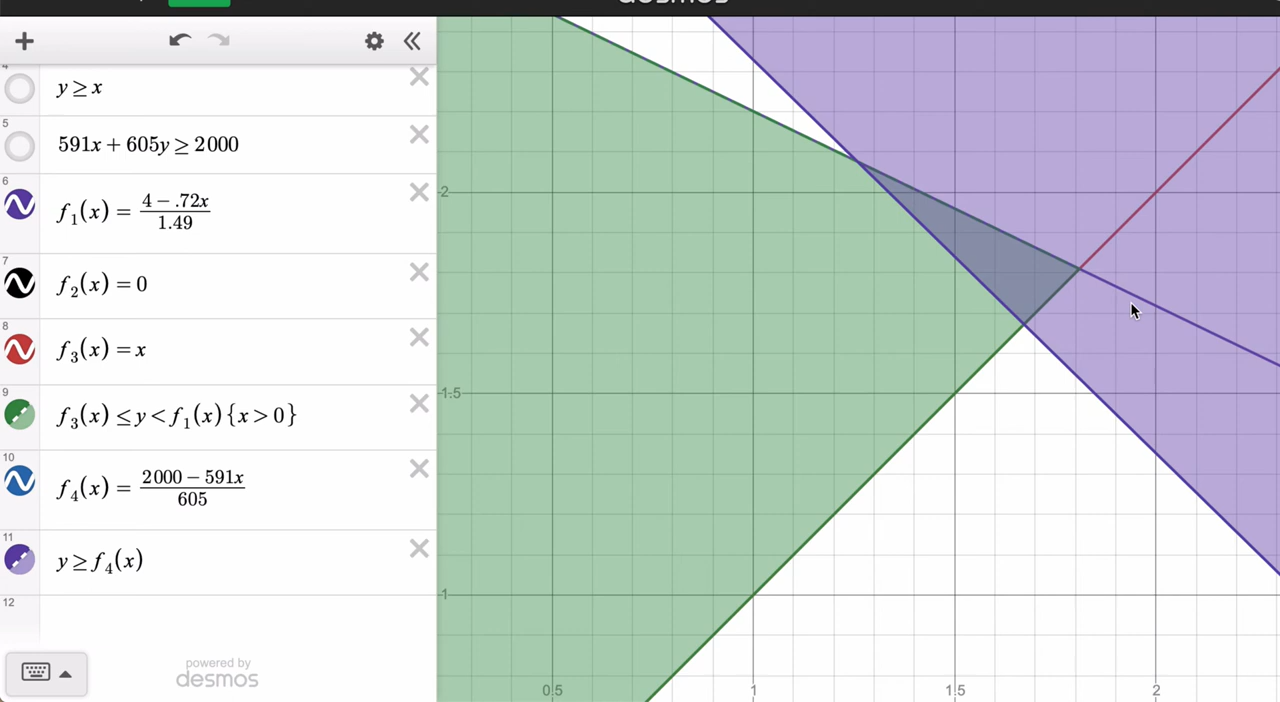 desmos
4
y ≥ x
5
591x + 605y ≥ 2000
6
f₁(x) = (4 − .72x)/1.49
7
f₂(x) = 0
8
f₃(x) = x
9
f₃(x) ≤ y < f₁(x) {x > 0}
10
f₄(x) = (2000 − 591x)/605
11
y ≥ f₄(x)
12
powered by
desmos
2
1.5
1
0.5 1 1.5 2